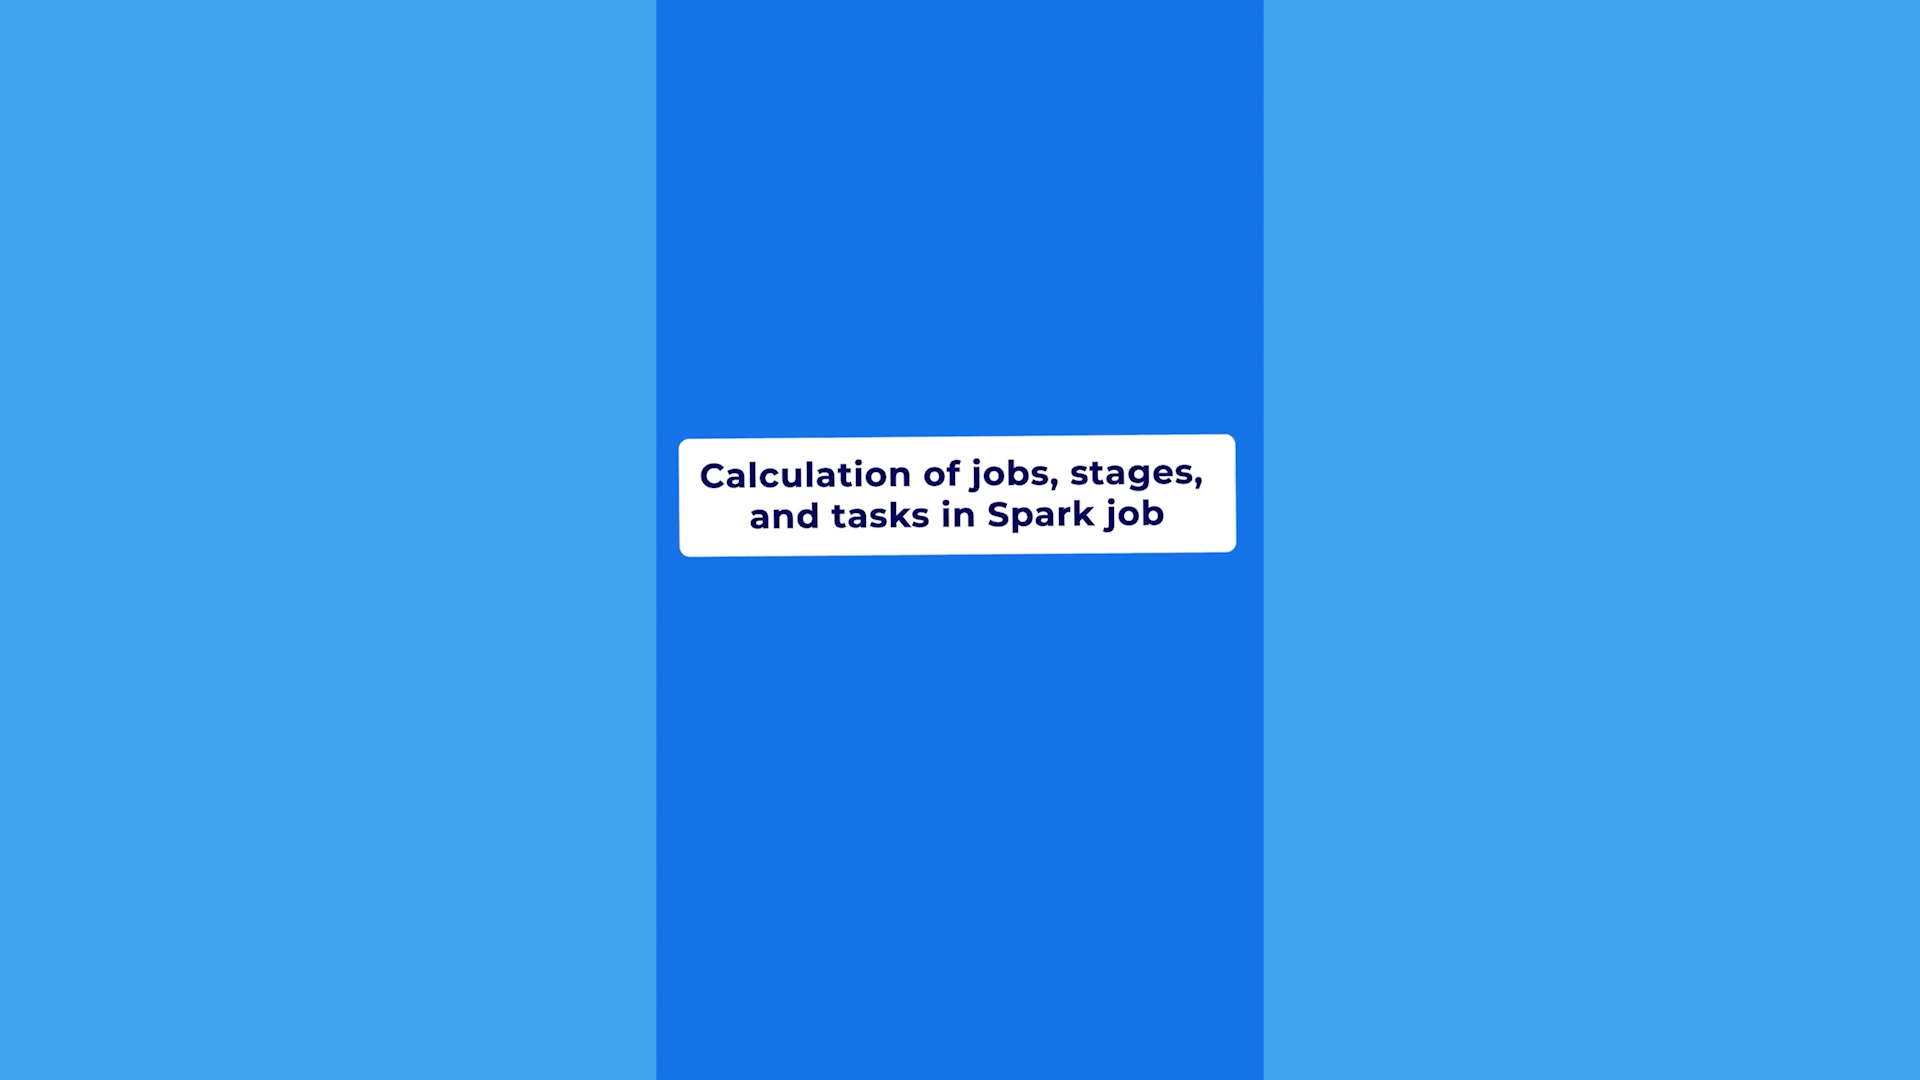 Calculation of jobs, stages,
and tasks in Spark job